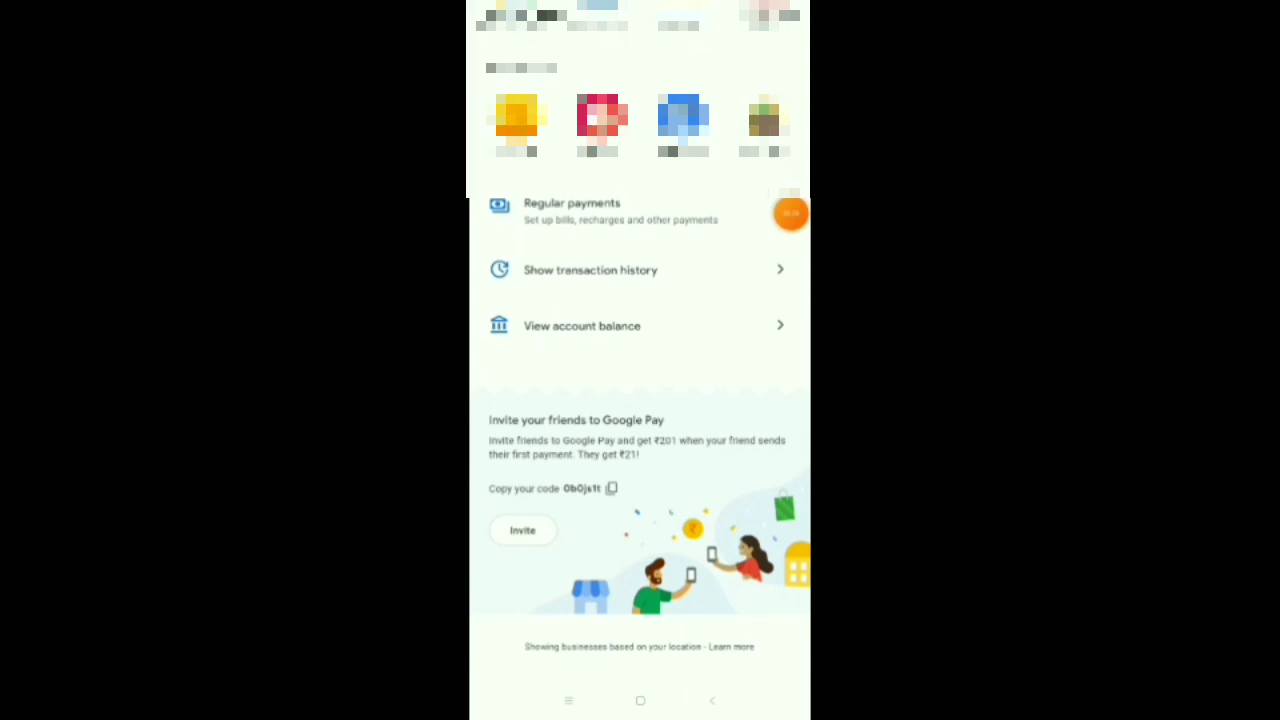 Regular payments
Set up bills, recharges and other payments
Show transaction history
View account balance
Invite your friends to Google Pay
Invite friends to Google Pay and get ₹201 when your friend sends
their first payment. They get ₹21!
Copy your code 0b0js1t
Invite
Showing businesses based on your location - Learn more